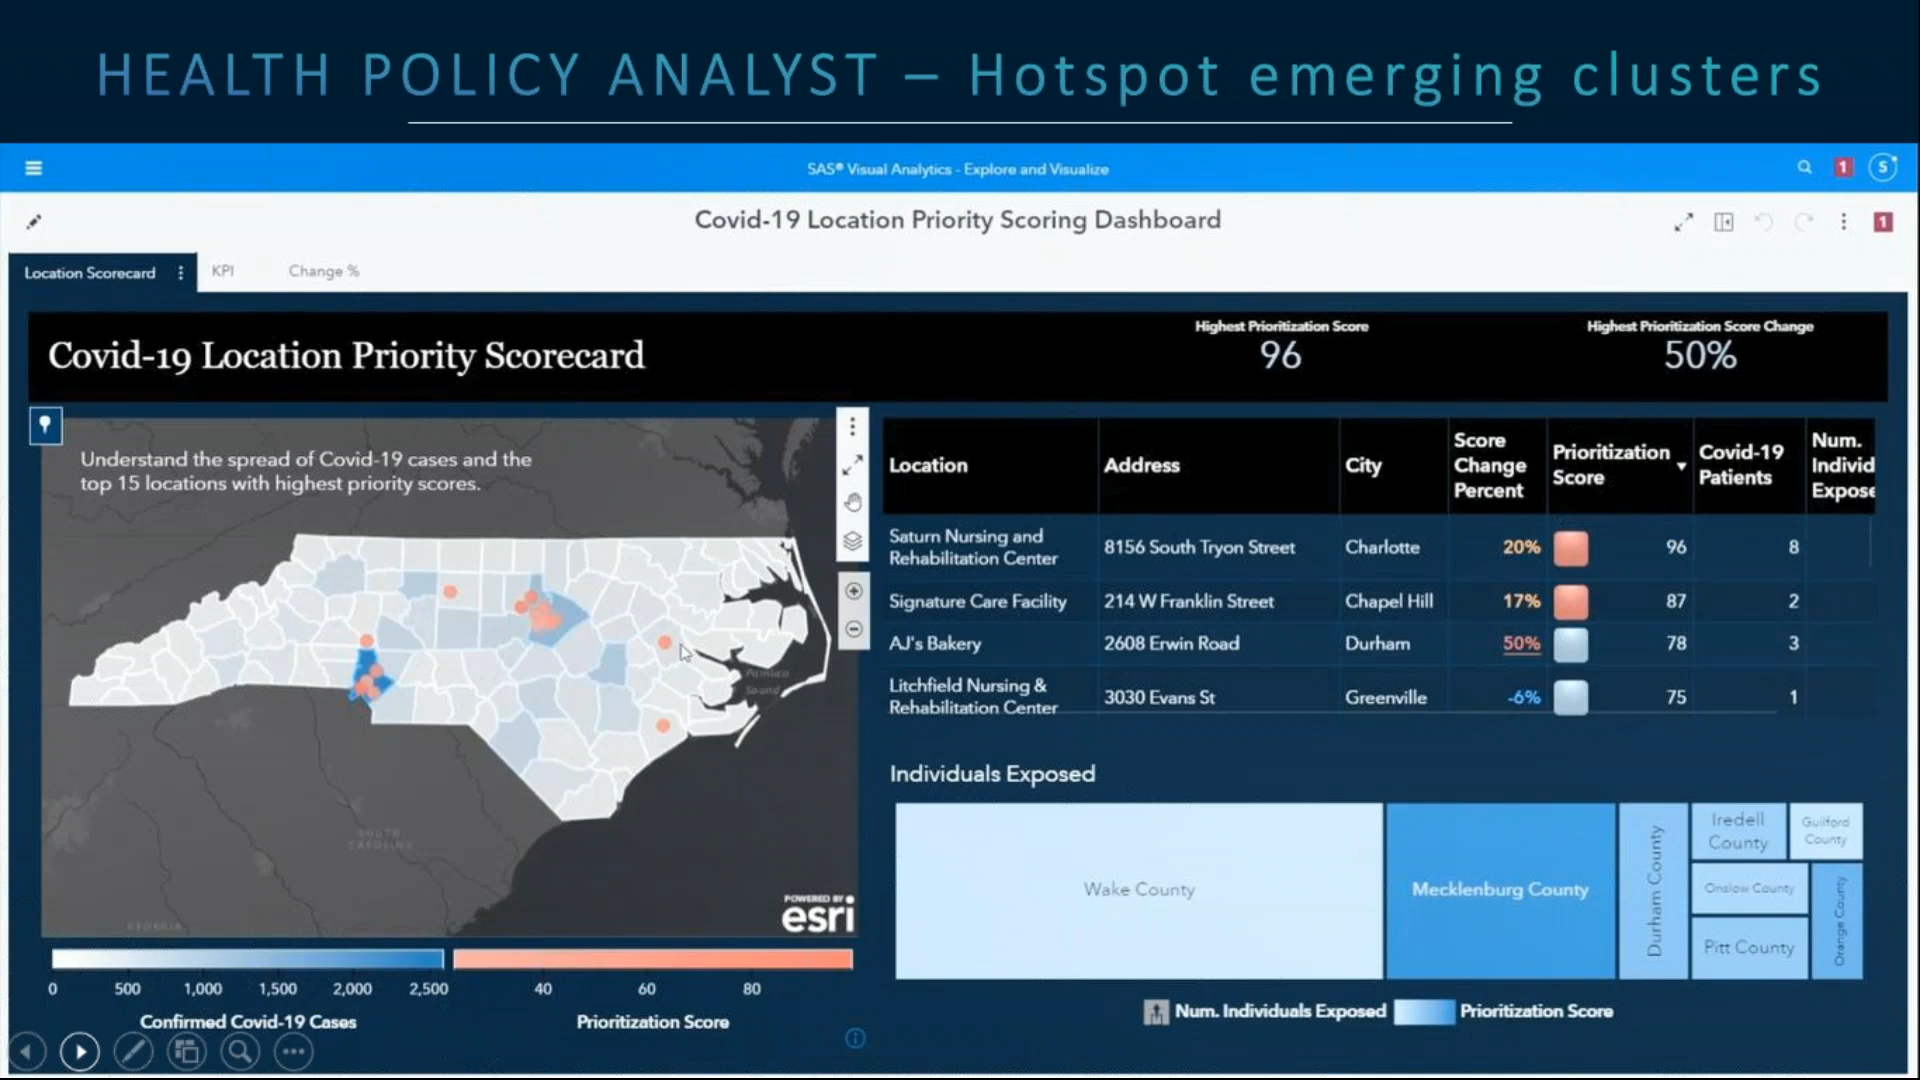 HEALTH POLICY ANALYST – Hotspot emerging clusters
SAS® Visual Analytics - Explore and Visualize
1
S
Covid-19 Location Priority Scoring Dashboard
1
Location Scorecard
KPI
Change %
Covid-19 Location Priority Scorecard
Highest Prioritization Score
96
Highest Prioritization Score Change
50%
Understand the spread of Covid-19 cases and the
top 15 locations with highest priority scores.
Pamlico
Sound
SOUTH
CAROLINA
GEORGIA
POWERED BY
esri
0 500 1,000 1,500 2,000 2,500
Confirmed Covid-19 Cases
40 60 80
Prioritization Score
Location Address City Score Change Percent Prioritization Score Covid-19 Patients Num. Individ Expose
Saturn Nursing and Rehabilitation Center 8156 South Tryon Street Charlotte 20% 96 8
Signature Care Facility 214 W Franklin Street Chapel Hill 17% 87 2
AJ's Bakery 2608 Erwin Road Durham 50% 78 3
Litchfield Nursing & Rehabilitation Center 3030 Evans St Greenville -6% 75 1
Individuals Exposed
Wake County
Mecklenburg County
Durham County
Iredell
County
Guilford
County
Onslow County
Pitt County
Orange County
Num. Individuals Exposed
Prioritization Score